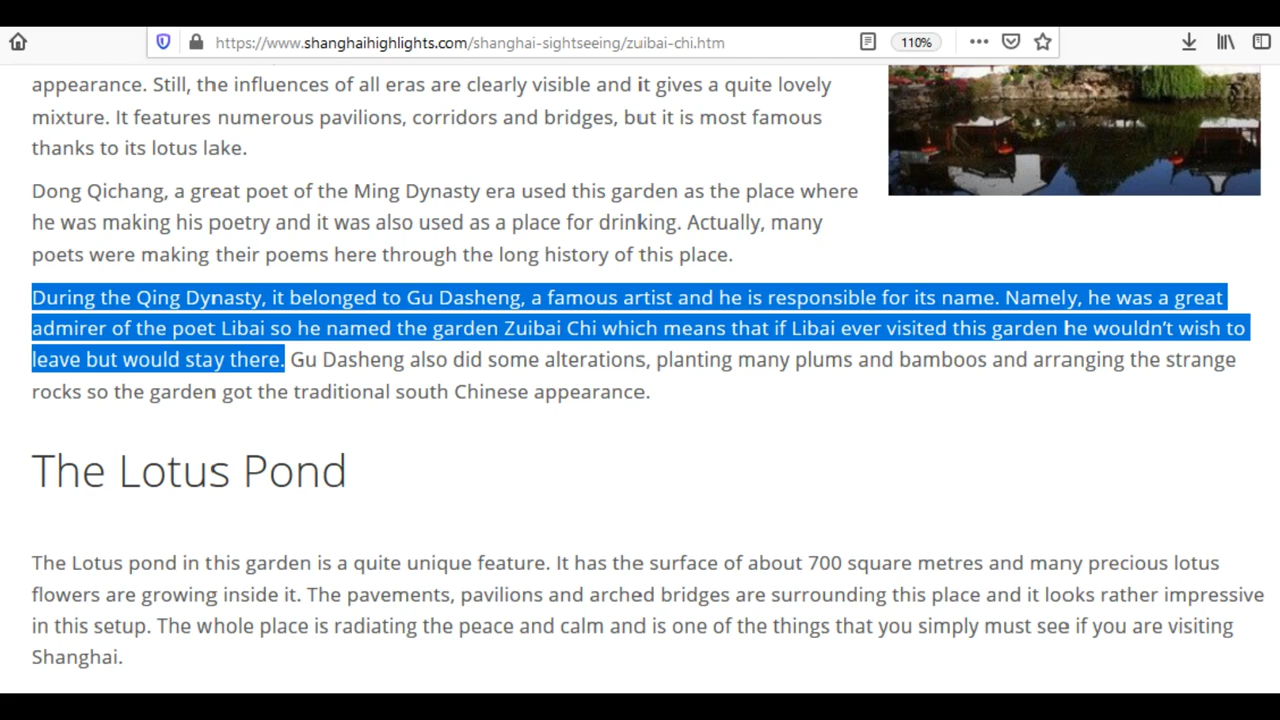 https://www.shanghaihighlights.com/shanghai-sightseeing/zuibai-chi.htm
110%
appearance. Still, the influences of all eras are clearly visible and it gives a quite lovely
mixture. It features numerous pavilions, corridors and bridges, but it is most famous
thanks to its lotus lake.
Dong Qichang, a great poet of the Ming Dynasty era used this garden as the place where
he was making his poetry and it was also used as a place for drinking. Actually, many
poets were making their poems here through the long history of this place.
During the Qing Dynasty, it belonged to Gu Dasheng, a famous artist and he is responsible for its name. Namely, he was a great
admirer of the poet Libai so he named the garden Zuibai Chi which means that if Libai ever visited this garden he wouldn't wish to
leave but would stay there. Gu Dasheng also did some alterations, planting many plums and bamboos and arranging the strange
rocks so the garden got the traditional south Chinese appearance.
The Lotus Pond
The Lotus pond in this garden is a quite unique feature. It has the surface of about 700 square metres and many precious lotus
flowers are growing inside it. The pavements, pavilions and arched bridges are surrounding this place and it looks rather impressive
in this setup. The whole place is radiating the peace and calm and is one of the things that you simply must see if you are visiting
Shanghai.